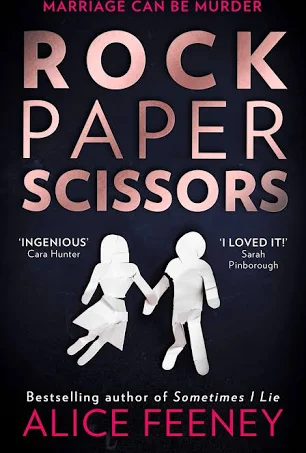 MARRIAGE CAN BE MURDER
ROCK
PAPER
SCISSORS
'INGENIOUS'
Cara Hunter
'I LOVED IT!'
Sarah
Pinborough
Bestselling author of Sometimes I Lie
ALICE FEENEY